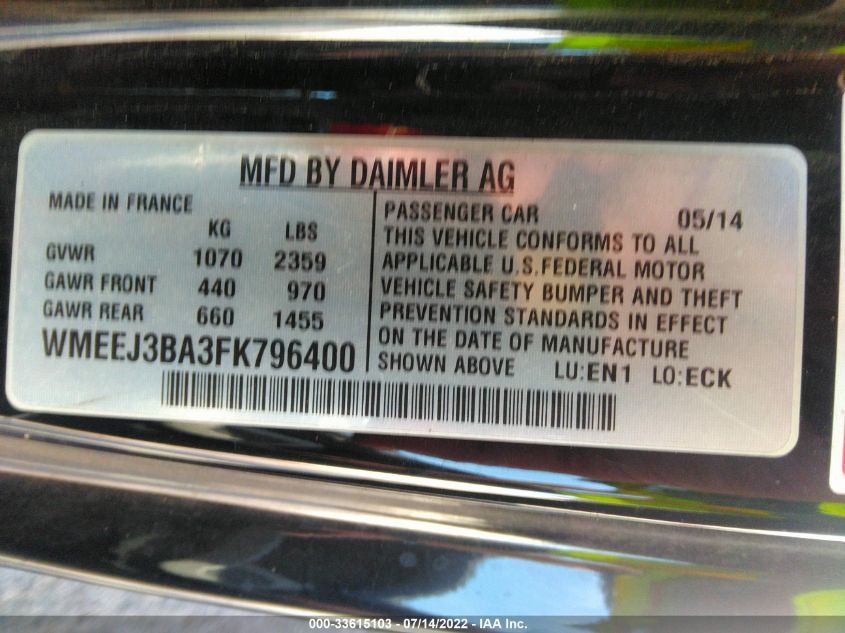 MFD BY DAIMLER AG
MADE IN FRANCE
KG LBS
GVWR 1070 2359
GAWR FRONT 440 970
GAWR REAR 660 1455
WMEEJ3BA3FK796400
PASSENGER CAR 05/14
THIS VEHICLE CONFORMS TO ALL
APPLICABLE U.S.FEDERAL MOTOR
VEHICLE SAFETY BUMPER AND THEFT
PREVENTION STANDARDS IN EFFECT
ON THE DATE OF MANUFACTURE
SHOWN ABOVE LU:EN1 LO:ECK
000-33615103 - 07/14/2022 - IAA Inc.